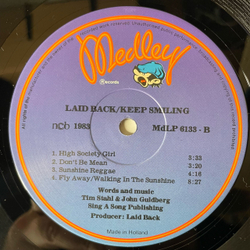 Medley
Records
LAID BACK/KEEP SMILING
ncb 1983
MdLP 6133 - B
1. High Society Girl 3:33
2. Don't Be Mean 3:20
3. Sunshine Reggae 4:16
4. Fly Away/Walking In The Sunshine 8:27
Words and music
Tim Stahl & John Guldberg
Sing A Song Publishing
Producer: Laid Back
Made in Holland